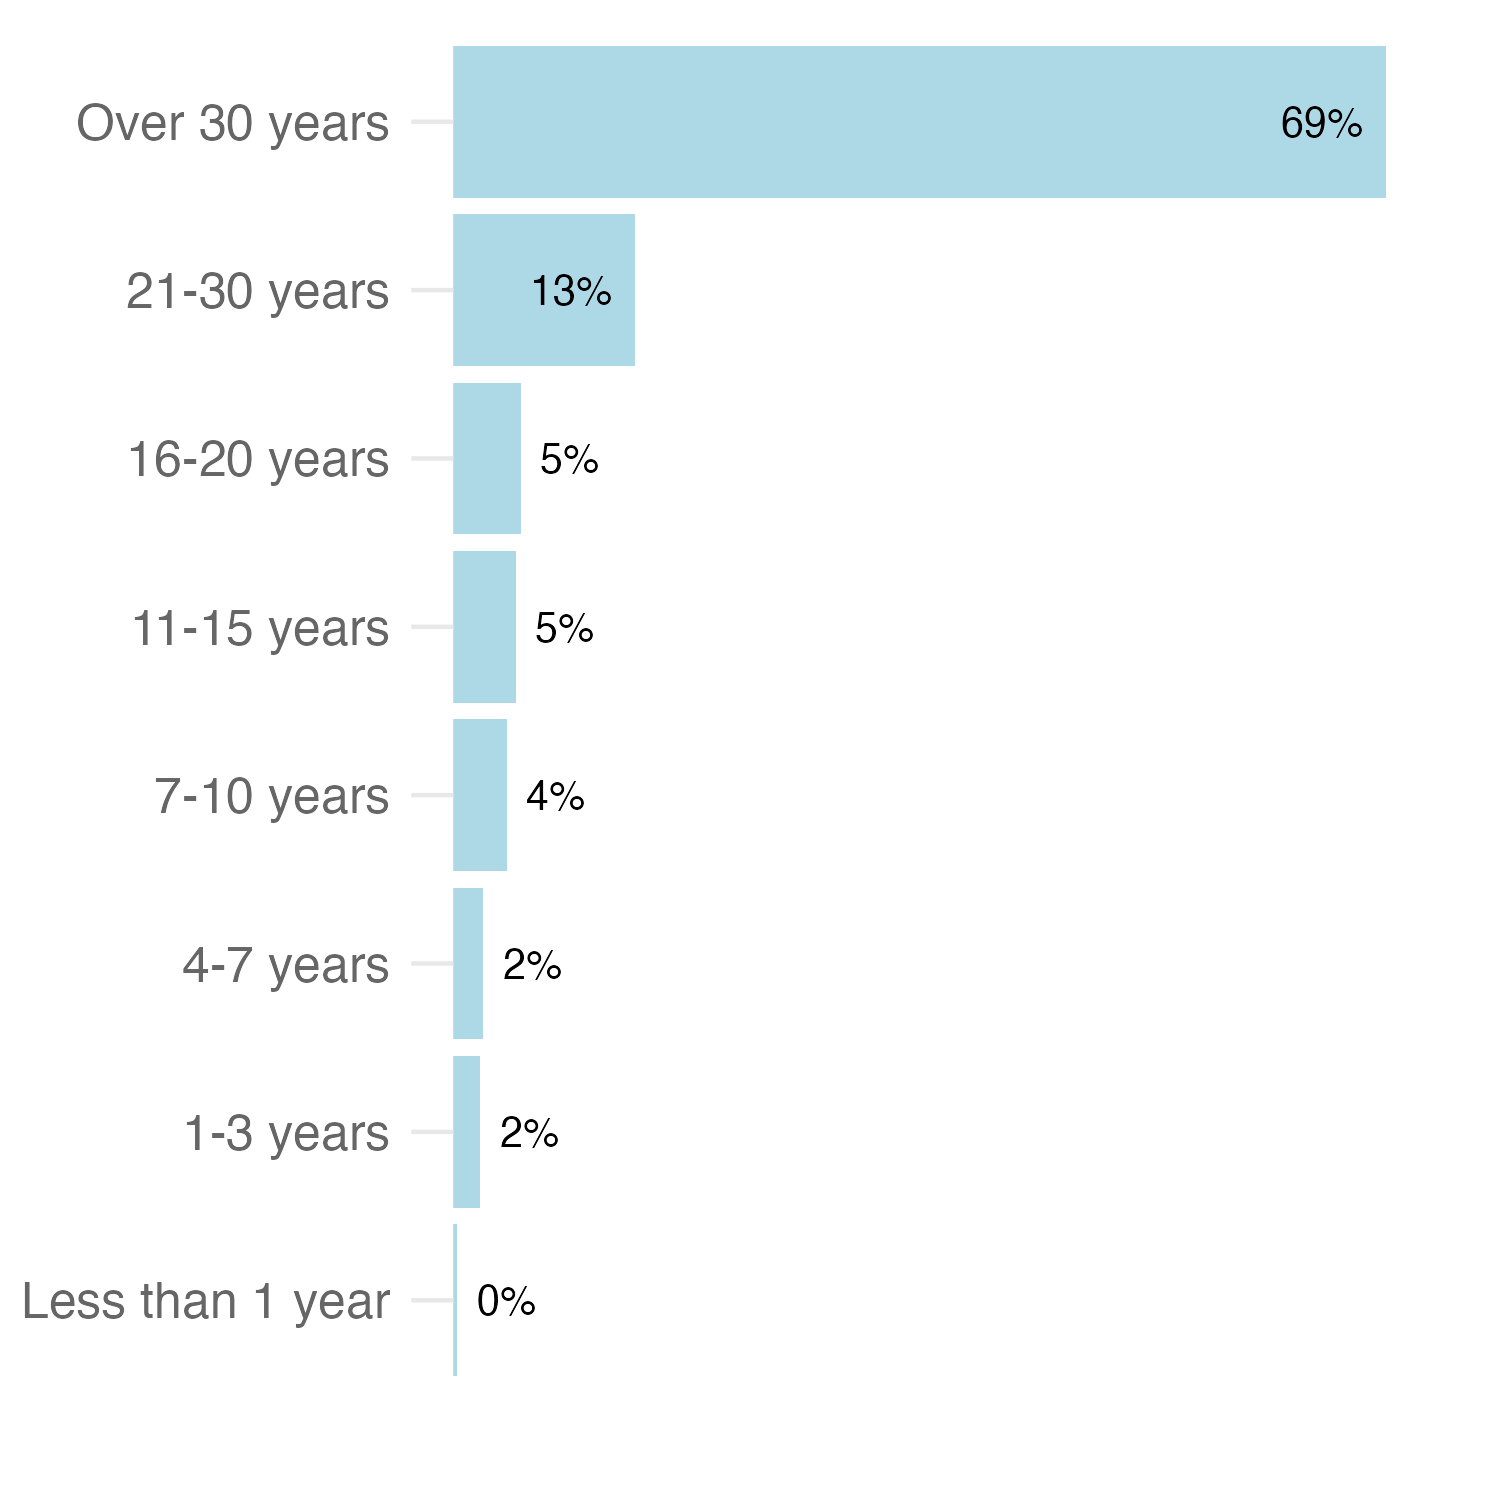 Over 30 years 69%
21-30 years 13%
16-20 years 5%
11-15 years 5%
7-10 years 4%
4-7 years 2%
1-3 years 2%
Less than 1 year 0%